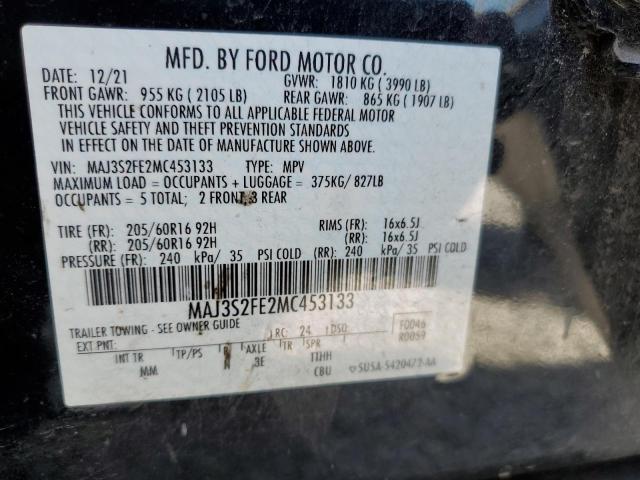 MFD. BY FORD MOTOR CO.
DATE: 12/21 GVWR: 1810 KG ( 3990 LB)
FRONT GAWR: 955 KG ( 2105 LB) REAR GAWR: 865 KG ( 1907 LB)
THIS VEHICLE CONFORMS TO ALL APPLICABLE FEDERAL MOTOR
VEHICLE SAFETY AND THEFT PREVENTION STANDARDS
IN EFFECT ON THE DATE OF MANUFACTURE SHOWN ABOVE.
VIN: MAJ3S2FE2MC453133 TYPE: MPV
MAXIMUM LOAD = OCCUPANTS + LUGGAGE = 375KG/ 827LB
OCCUPANTS = 5 TOTAL; 2 FRONT,3 REAR
TIRE (FR): 205/60R16 92H RIMS (FR): 16x6.5J
(RR): 205/60R16 92H (RR): 16x6.5J
PRESSURE (FR): 240 kPa/ 35 PSI COLD (RR): 240 kPa/ 35 PSI COLD
MAJ3S2FE2MC453133
TRAILER TOWING - SEE OWNER GUIDE RC: 24 DSO: F0046
EXT PNT: R0059
INT TR TP/PS R AXLE TR SPR
MM N 3E CBU 5U5A-5420472-AA